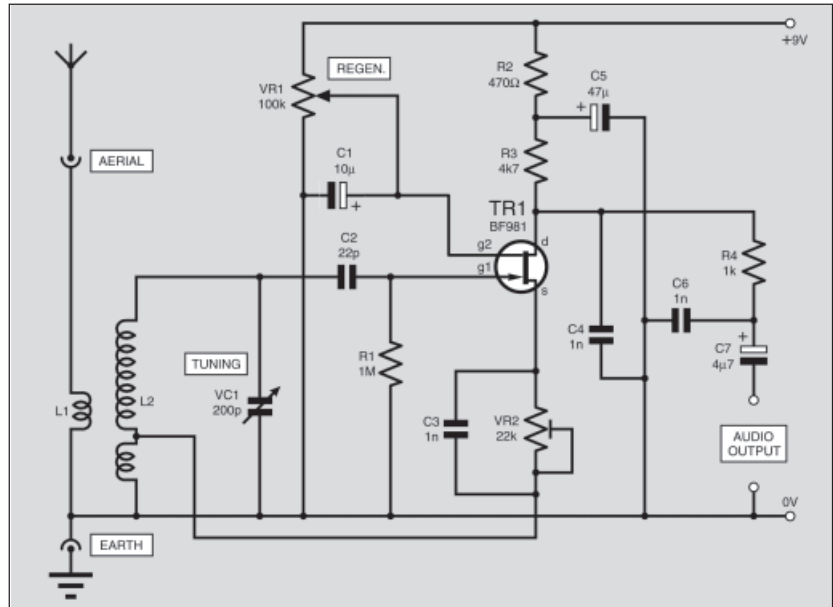 +9V
REGEN.
VR1
100k
R2
470Ω
C5
47μ
+
AERIAL
C1
10μ
+
R3
4k7
TR1
BF981
d
g2
g1
s
C2
22p
R4
1k
C6
1n
+
C7
4μ7
C4
1n
TUNING
VC1
200p
R1
1M
L1
L2
C3
1n
VR2
22k
AUDIO
OUTPUT
0V
EARTH